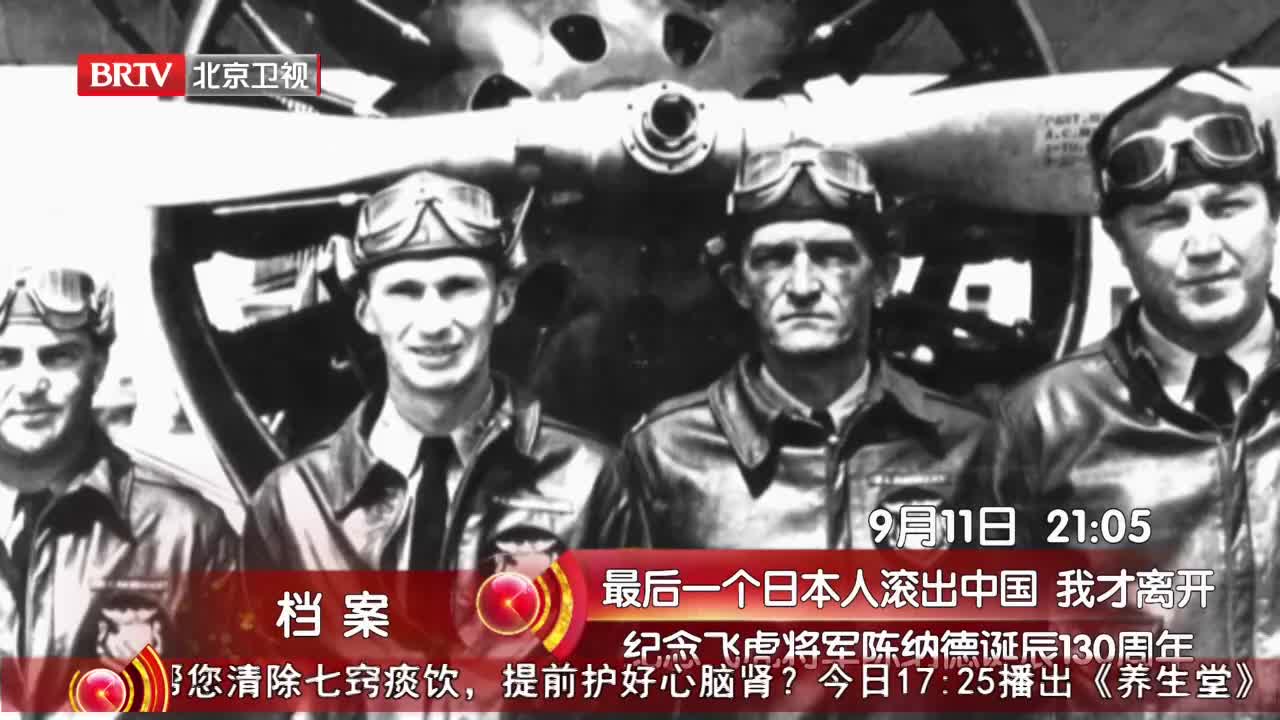 BRTV 北京卫视
9月11日 21:05
档案
最后一个日本人滚出中国 我才离开
纪念飞虎将军陈纳德诞辰130周年
您清除七窍痰饮，提前护好心脑肾？今日17:25播出《养生堂》